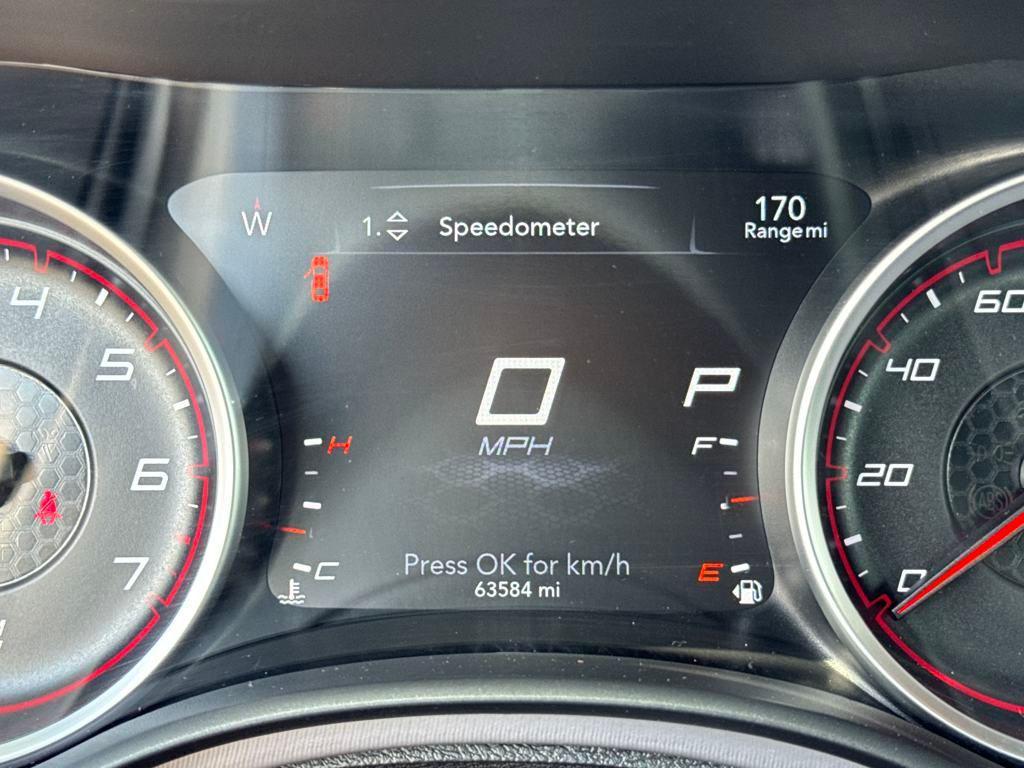 W
1. Speedometer
170
Range mi
4
5
6
7
0
MPH
P
H
C
F
E
Press OK for km/h
63584 mi
60
40
20
0
ABS